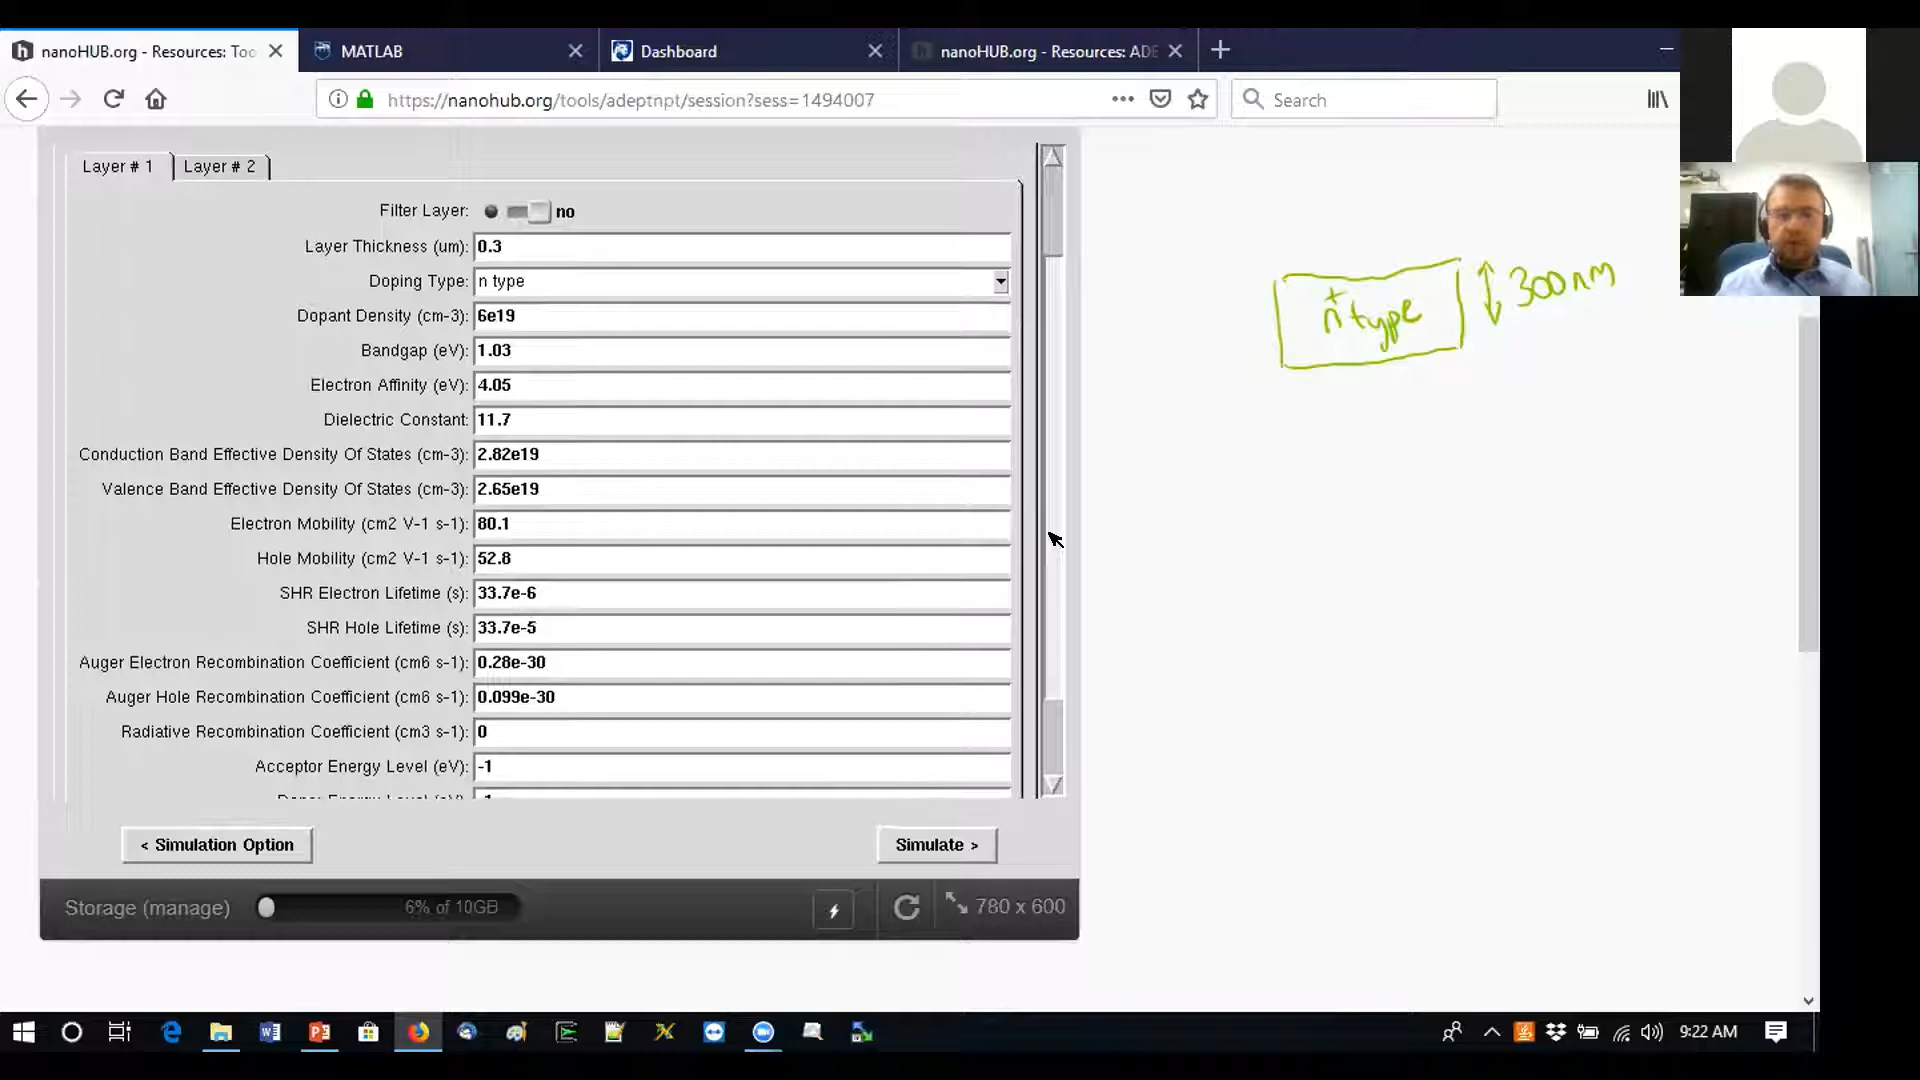 nanoHUB.org - Resources: Too
MATLAB
Dashboard
nanoHUB.org - Resources: ADE
https://nanohub.org/tools/adeptnpt/session?sess=1494007
Search
Layer # 1
Layer # 2
Filter Layer: no
Layer Thickness (um): 0.3
Doping Type: n type
Dopant Density (cm-3): 6e19
Bandgap (eV): 1.03
Electron Affinity (eV): 4.05
Dielectric Constant: 11.7
Conduction Band Effective Density Of States (cm-3): 2.82e19
Valence Band Effective Density Of States (cm-3): 2.65e19
Electron Mobility (cm2 V-1 s-1): 80.1
Hole Mobility (cm2 V-1 s-1): 52.8
SHR Electron Lifetime (s): 33.7e-6
SHR Hole Lifetime (s): 33.7e-5
Auger Electron Recombination Coefficient (cm6 s-1): 0.28e-30
Auger Hole Recombination Coefficient (cm6 s-1): 0.099e-30
Radiative Recombination Coefficient (cm3 s-1): 0
Acceptor Energy Level (eV): -1
< Simulation Option
Simulate >
Storage (manage)
6% of 10GB
780 x 600
n+ type
300nm
9:22 AM